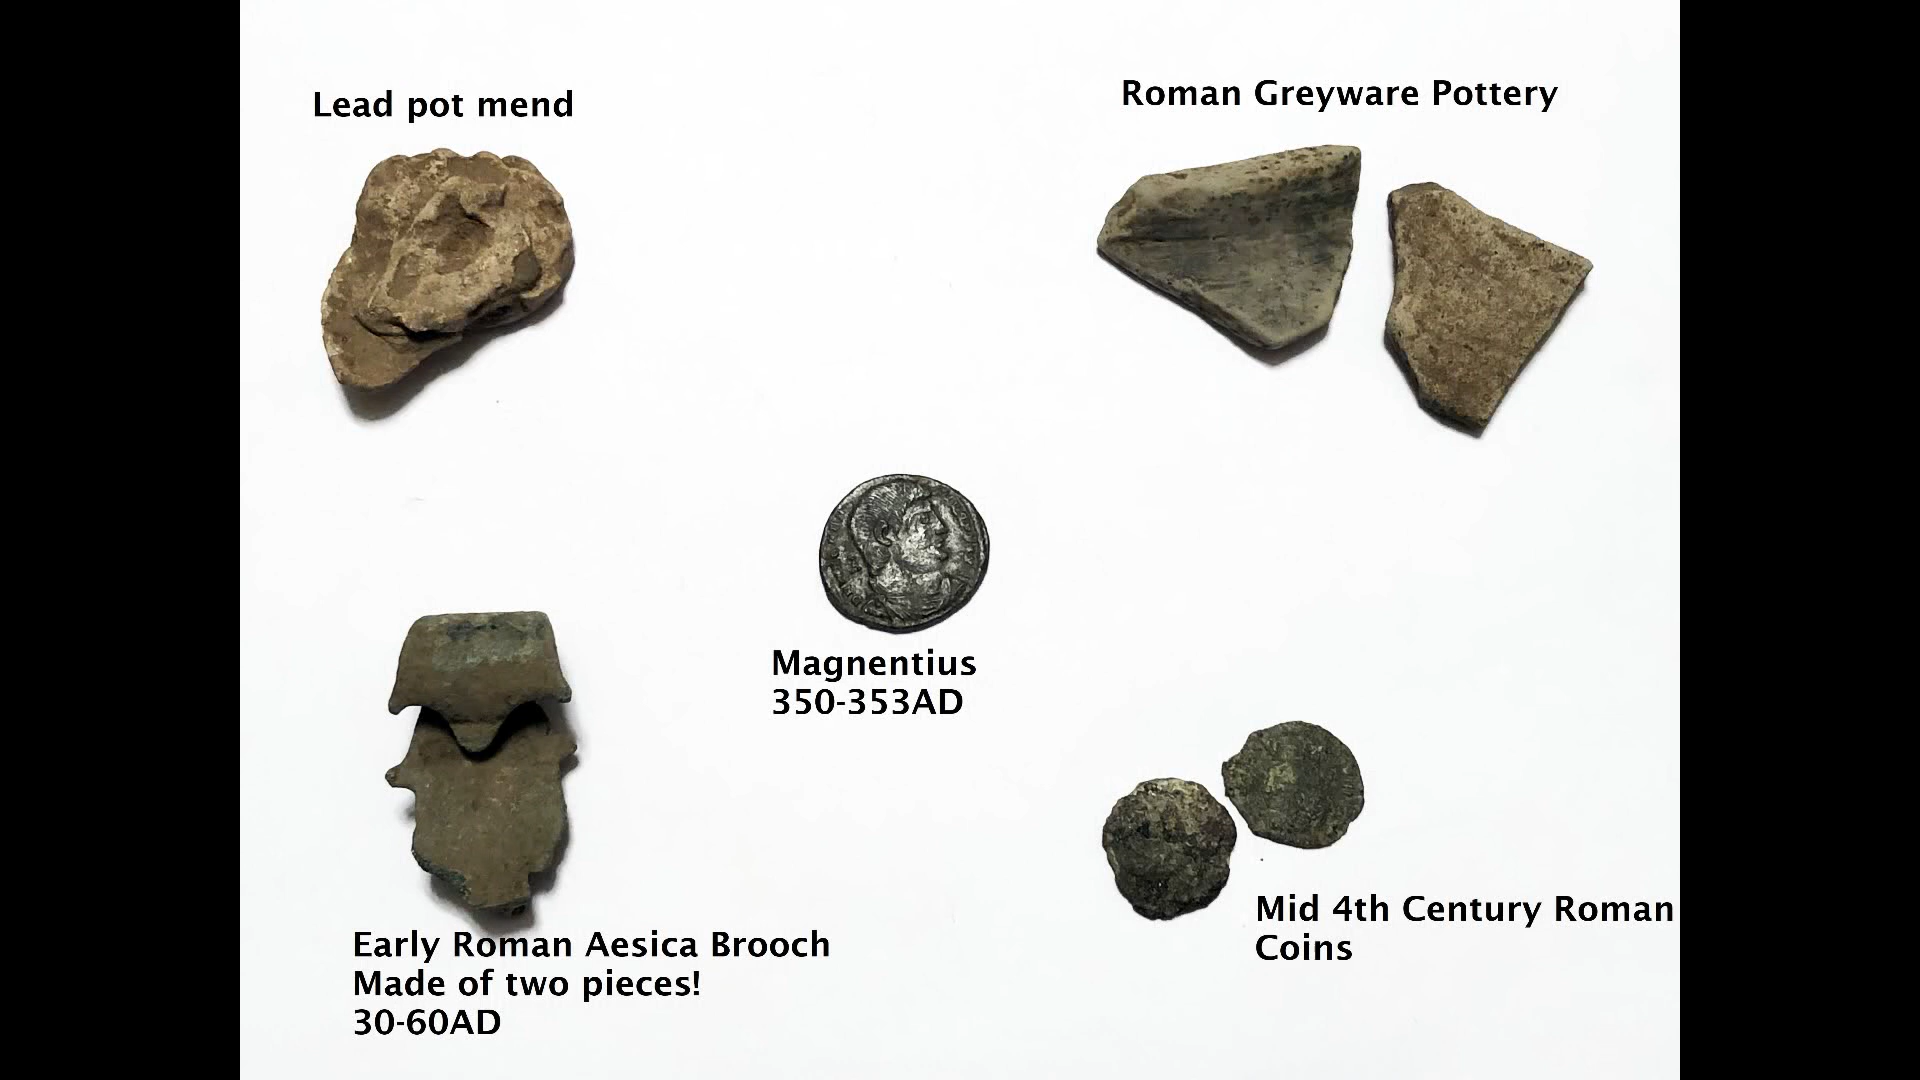 Lead pot mend
Roman Greyware Pottery
Magnentius
350-353AD
Early Roman Aesica Brooch
Made of two pieces!
30-60AD
Mid 4th Century Roman
Coins